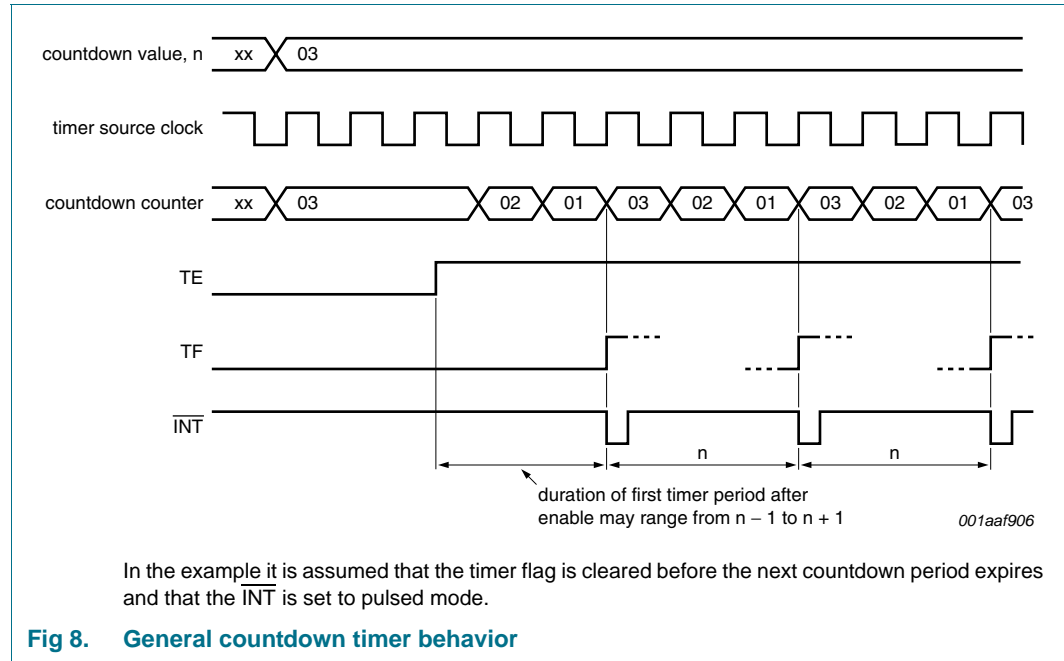 countdown value, n xx 03
timer source clock
countdown counter xx 03 02 01 03 02 01 03 02 01 03
TE
TF
INT
n n
duration of first timer period after
enable may range from n − 1 to n + 1
001aaf906
In the example it is assumed that the timer flag is cleared before the next countdown period expires
and that the INT is set to pulsed mode.
Fig 8. General countdown timer behavior